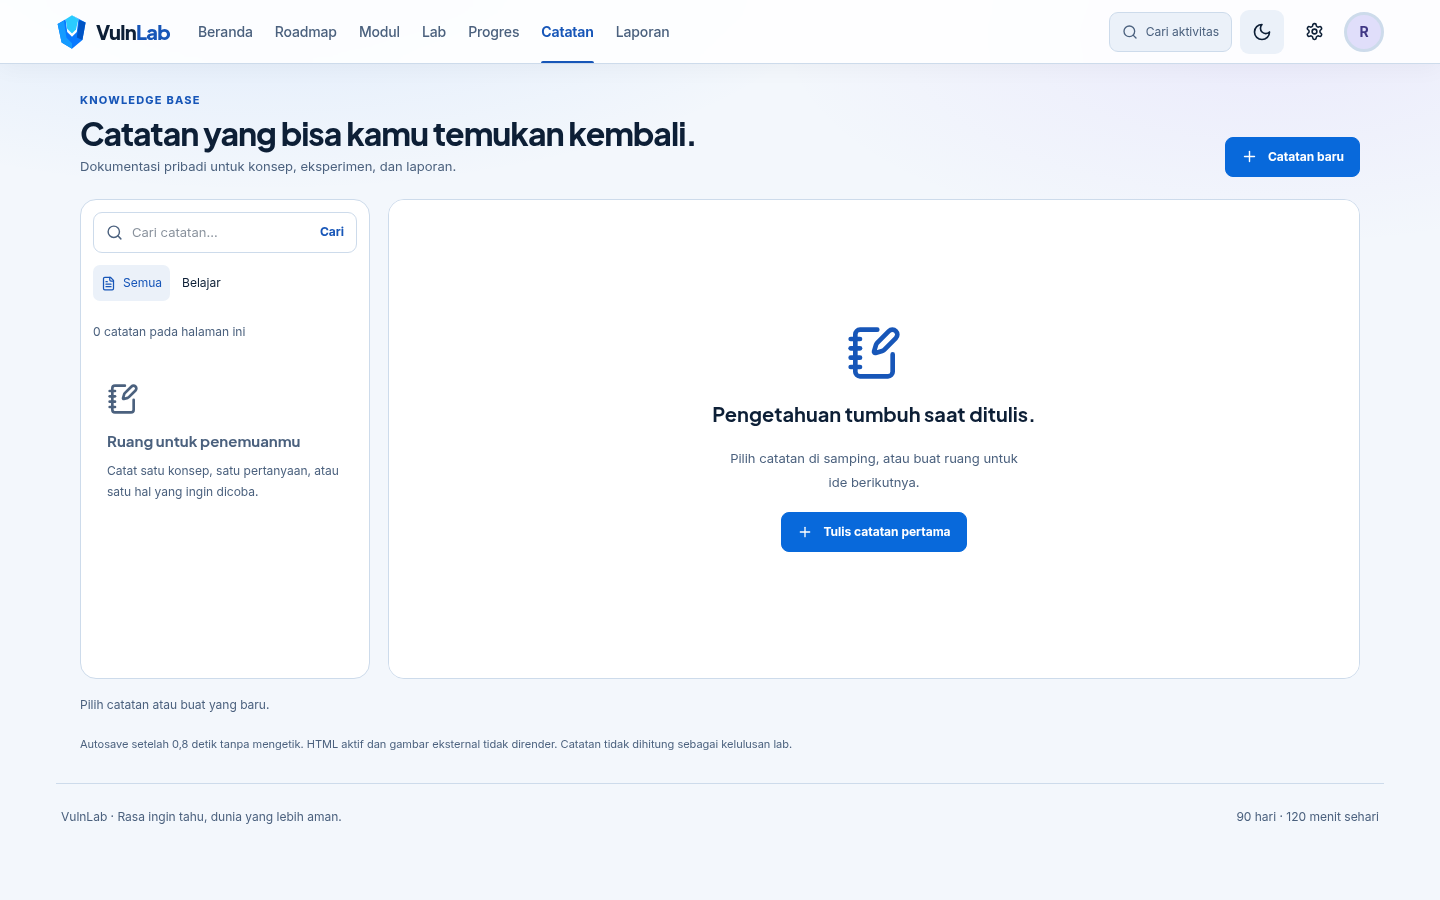 VulnLab
Beranda
Roadmap
Modul
Lab
Progres
Catatan
Laporan
Cari aktivitas
R
KNOWLEDGE BASE
Catatan yang bisa kamu temukan kembali.
Dokumentasi pribadi untuk konsep, eksperimen, dan laporan.
Catatan baru
Cari catatan...
Cari
Semua
Belajar
0 catatan pada halaman ini
Ruang untuk penemuanmu
Catat satu konsep, satu pertanyaan, atau
satu hal yang ingin dicoba.
Pengetahuan tumbuh saat ditulis.
Pilih catatan di samping, atau buat ruang untuk
ide berikutnya.
Tulis catatan pertama
Pilih catatan atau buat yang baru.
Autosave setelah 0,8 detik tanpa mengetik. HTML aktif dan gambar eksternal tidak dirender. Catatan tidak dihitung sebagai kelulusan lab.
VulnLab · Rasa ingin tahu, dunia yang lebih aman.
90 hari · 120 menit sehari